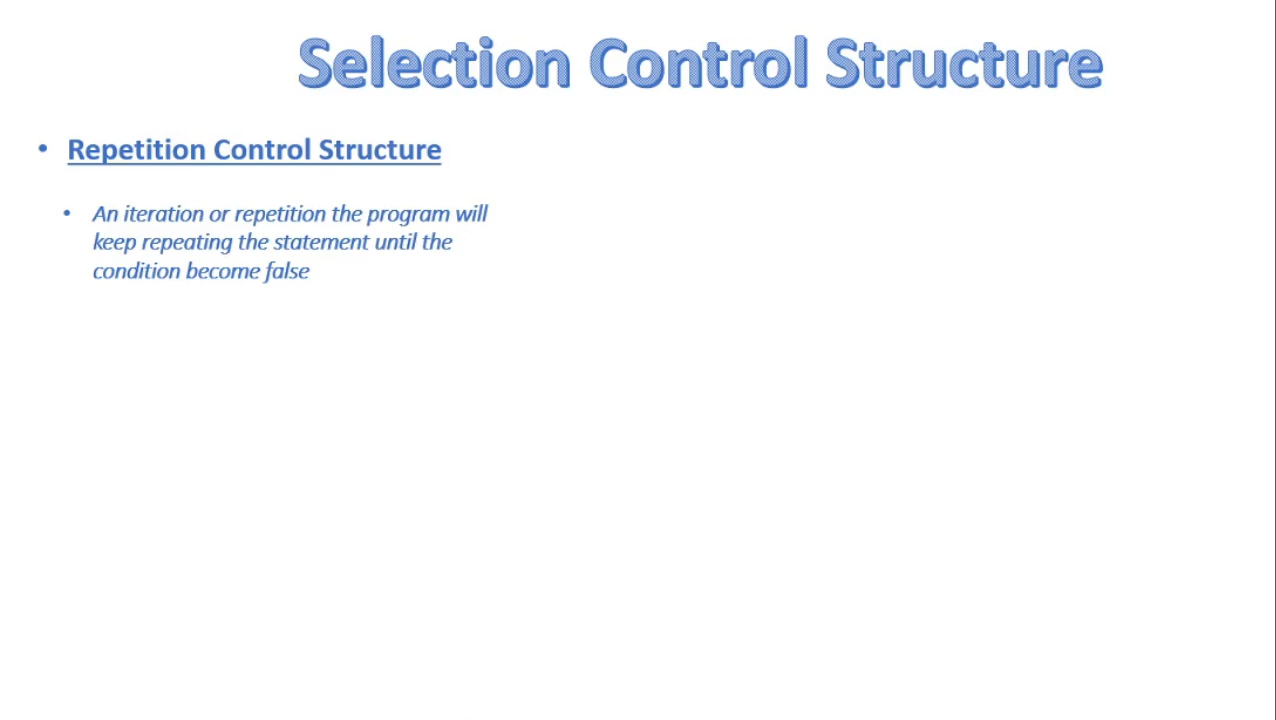 Selection Control Structure
• Repetition Control Structure
• An iteration or repetition the program will
keep repeating the statement until the
condition become false